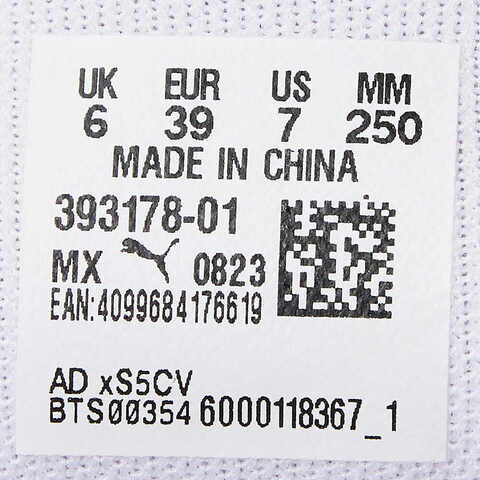 UK EUR US MM
6 39 7 250
MADE IN CHINA
393178-01
MX 0823
EAN:4099684176619
AD xS5CV
BTS00354 6000118367_1